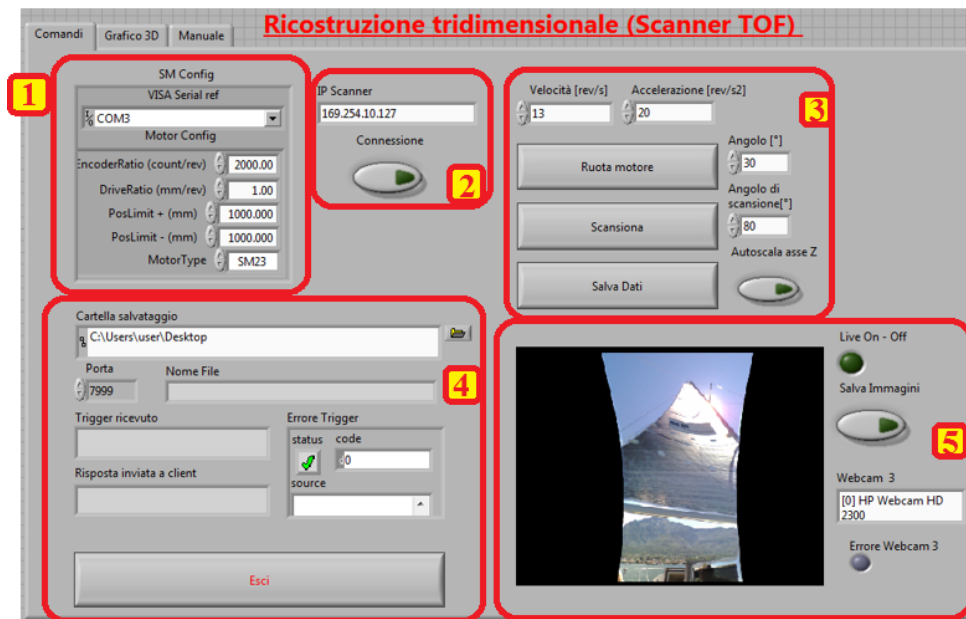 Ricostruzione tridimensionale (Scanner TOF)
Comandi
Grafico 3D
Manuale
1
SM Config
VISA Serial ref
COM3
Motor Config
EncoderRatio (count/rev)
2000.00
DriveRatio (mm/rev)
1.00
PosLimit + (mm)
1000.000
PosLimit - (mm)
1000.000
MotorType
SM23
IP Scanner
169.254.10.127
Connessione
2
Velocità [rev/s]
13
Accelerazione [rev/s2]
20
3
Ruota motore
Angolo [°]
30
Scansiona
Angolo di
scansione[°]
80
Salva Dati
Autoscala asse Z
Cartella salvataggio
C:\Users\user\Desktop
Porta
7999
Nome File
4
Trigger ricevuto
Risposta inviata a client
Errore Trigger
status
code
0
source
Esci
Live On - Off
Salva Immagini
5
Webcam 3
[0] HP Webcam HD
2300
Errore Webcam 3